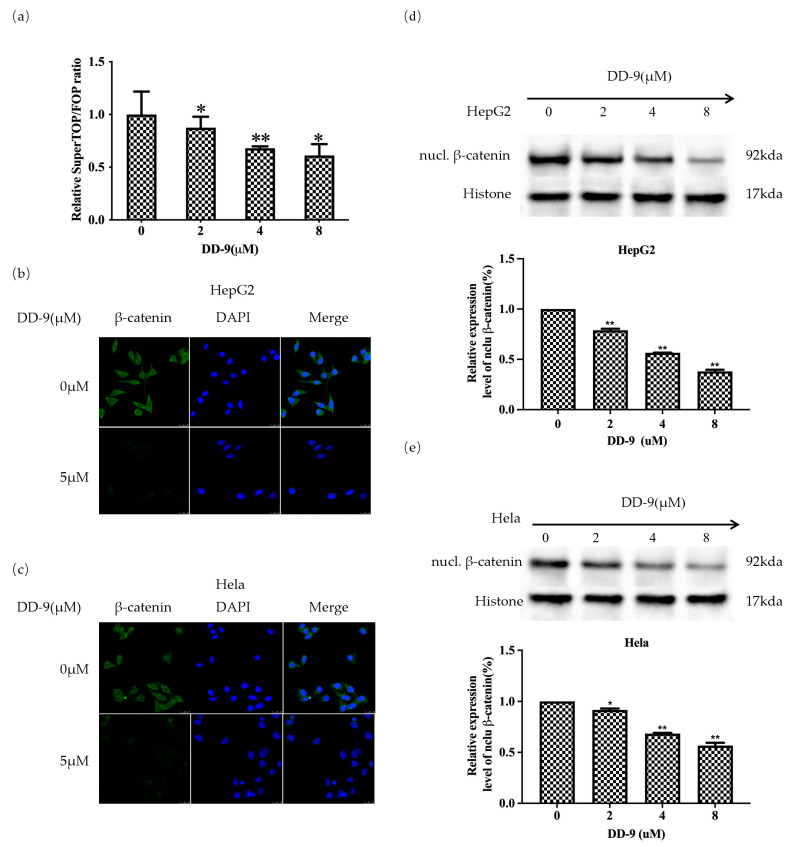 (a)
Relative SuperTOP/FOP ratio
1.5
1.0
0.5
0.0
*
**
*
0 2 4 8
DD-9(μM)
(b)
HepG2
DD-9(μM) β-catenin DAPI Merge
0μM
5μM
(c)
Hela
DD-9(μM) β-catenin DAPI Merge
0μM
5μM
(d)
DD-9(μM)
HepG2 0 2 4 8
nucl. β-catenin 92kda
Histone 17kda
HepG2
Relative expression
level of nclu β-catenin(%)
1.5
1.0
0.5
0.0
**
**
**
0 2 4 8
DD-9 (uM)
(e)
DD-9(μM)
Hela
0 2 4 8
nucl. β-catenin 92kda
Histone 17kda
Hela
Relative expression
level of nclu β-catenin(%)
1.5
1.0
0.5
0.0
*
**
**
0 2 4 8
DD-9 (uM)